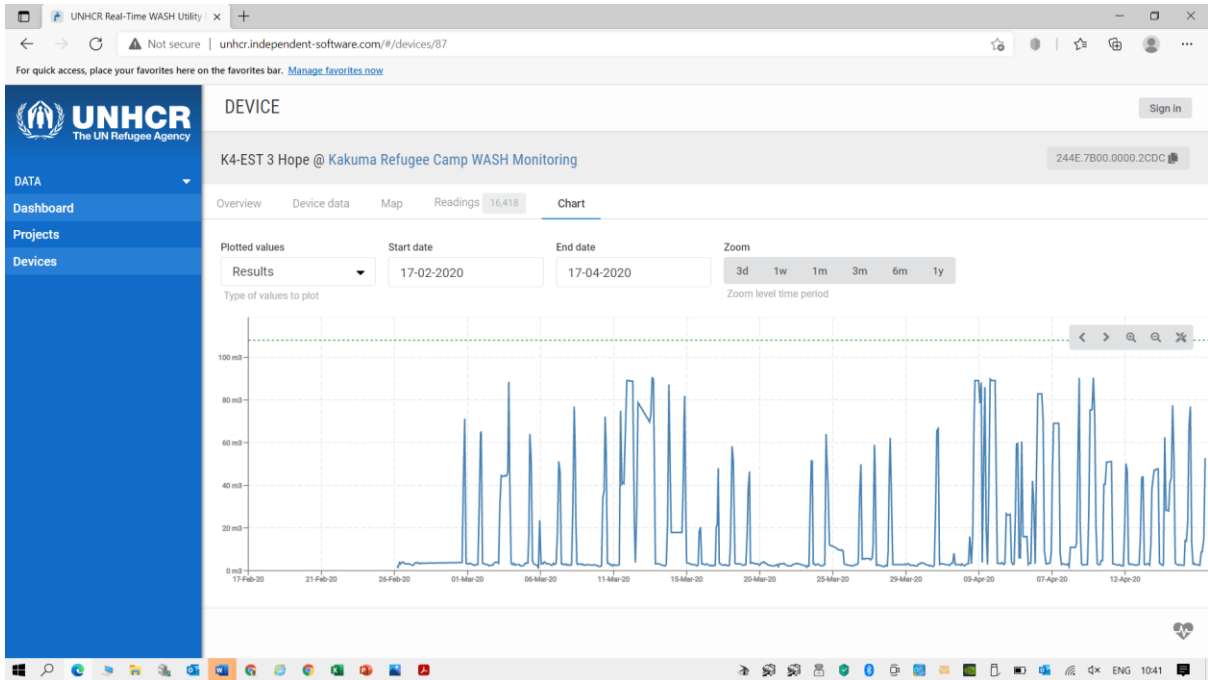 UNHCR Real-Time WASH Utility
Not secure | unhcr.independent-software.com/#/devices/87
For quick access, place your favorites here on the favorites bar. Manage favorites now
UNHCR
The UN Refugee Agency
DATA
Dashboard
Projects
Devices
DEVICE
Sign in
K4-EST 3 Hope @ Kakuma Refugee Camp WASH Monitoring
244E.7B00.0000.2CDC
Overview Device data Map Readings 16,418 Chart
Plotted values Start date End date Zoom
Results 17-02-2020 17-04-2020 3d 1w 1m 3m 6m 1y
Type of values to plot Zoom level time period
100 m3
80 m3
60 m3
40 m3
20 m3
0 m3
17-Feb-20 21-Feb-20 26-Feb-20 01-Mar-20 06-Mar-20 11-Mar-20 15-Mar-20 20-Mar-20 25-Mar-20 29-Mar-20 03-Apr-20 07-Apr-20 12-Apr-20
ENG 10:41